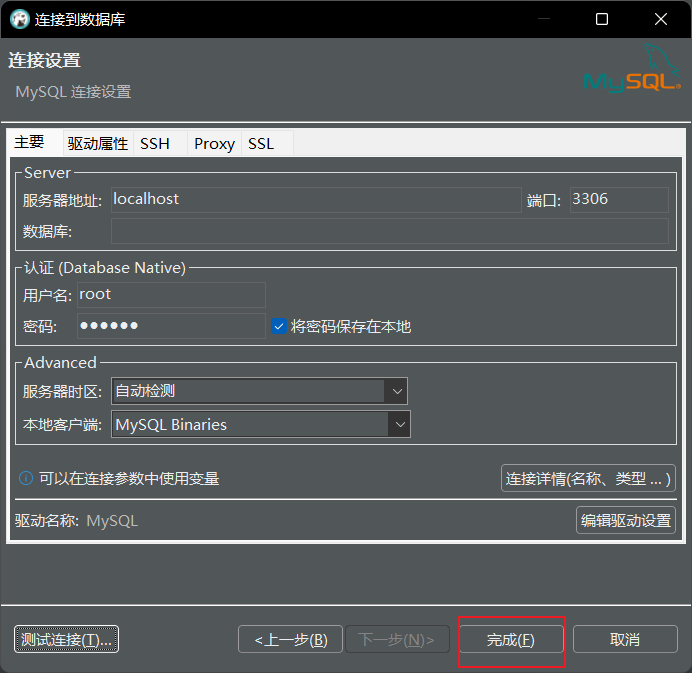 连接到数据库
连接设置
MySQL 连接设置
MySQL
主要 驱动属性 SSH Proxy SSL
Server
服务器地址: localhost 端口: 3306
数据库:
认证 (Database Native)
用户名: root
密码: ●●●●●● 将密码保存在本地
Advanced
服务器时区: 自动检测
本地客户端: MySQL Binaries
可以在连接参数中使用变量 连接详情(名称、类型 ... )
驱动名称: MySQL 编辑驱动设置
测试连接(T)... <上一步(B) 下一步(N)> 完成(F) 取消